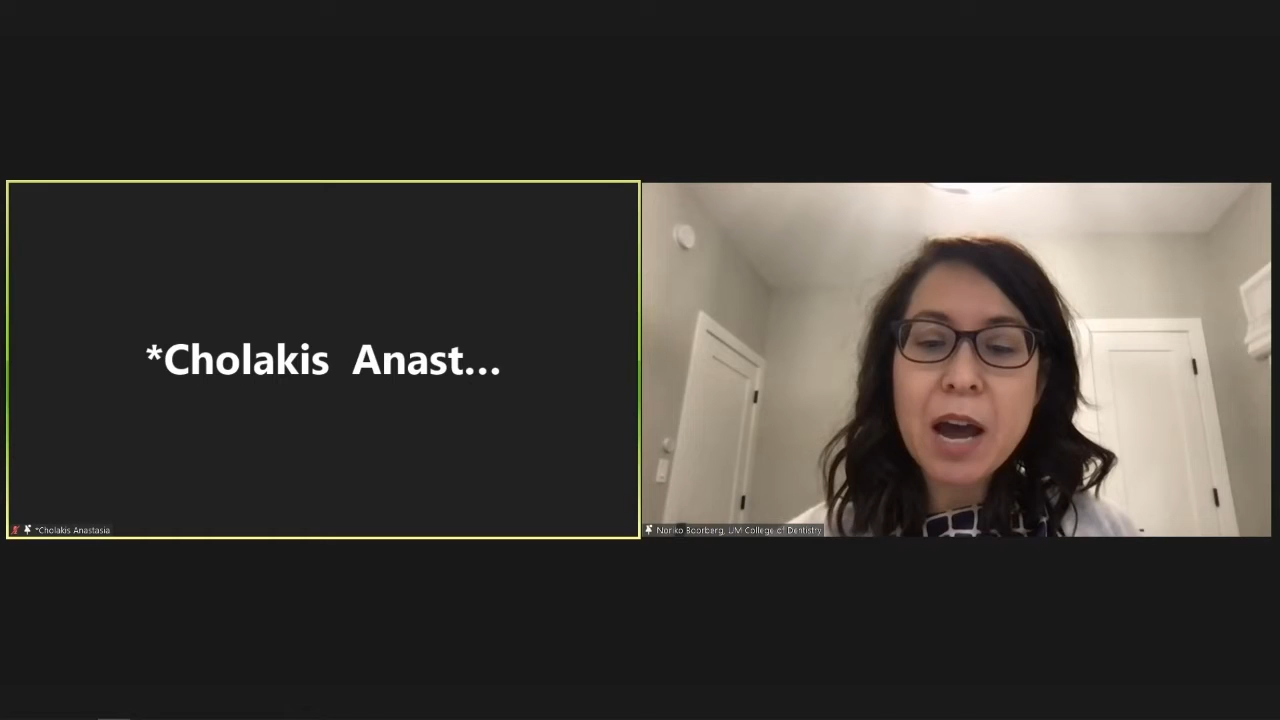 *Cholakis Anast...
*Cholakis Anastasia
Noriko Boorberg, UM College of Dentistry